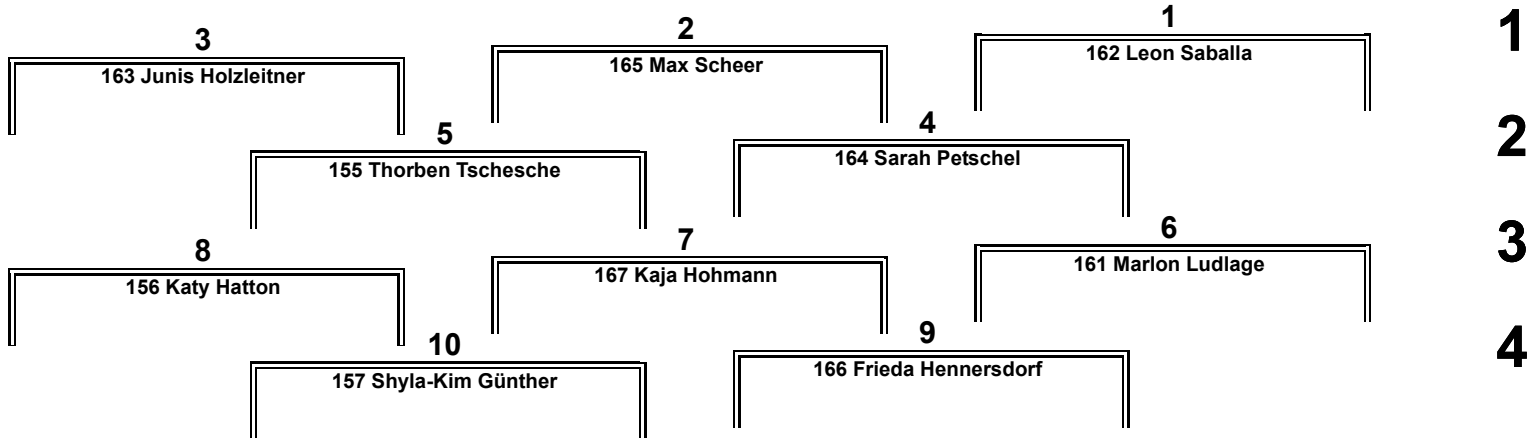 3
163 Junis Holzleitner
2
165 Max Scheer
1
162 Leon Saballa
1
5
155 Thorben Tschesche
4
164 Sarah Petschel
2
8
156 Katy Hatton
7
167 Kaja Hohmann
6
161 Marlon Ludlage
3
10
157 Shyla-Kim Günther
9
166 Frieda Hennersdorf
4